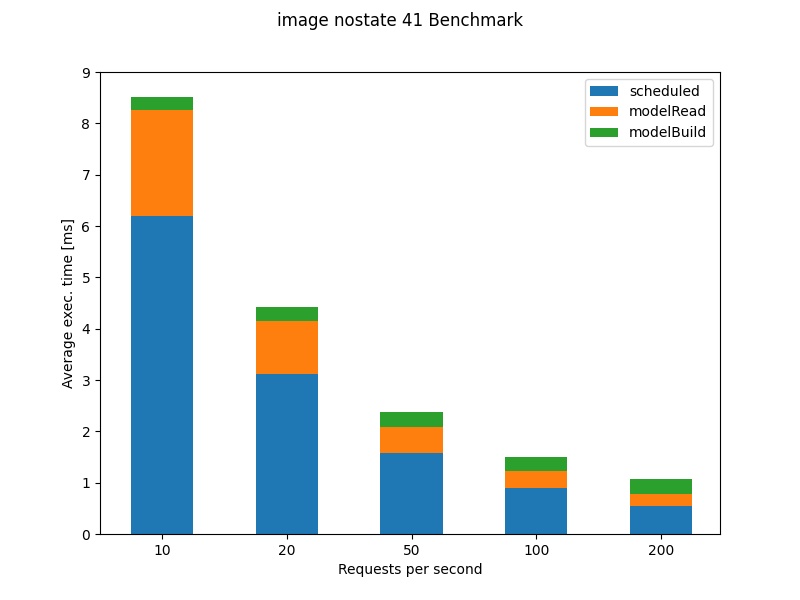 image nostate 41 Benchmark
scheduled
modelRead
modelBuild
Average exec. time [ms]
9
8
7
6
5
4
3
2
1
0
10 20 50 100 200
Requests per second